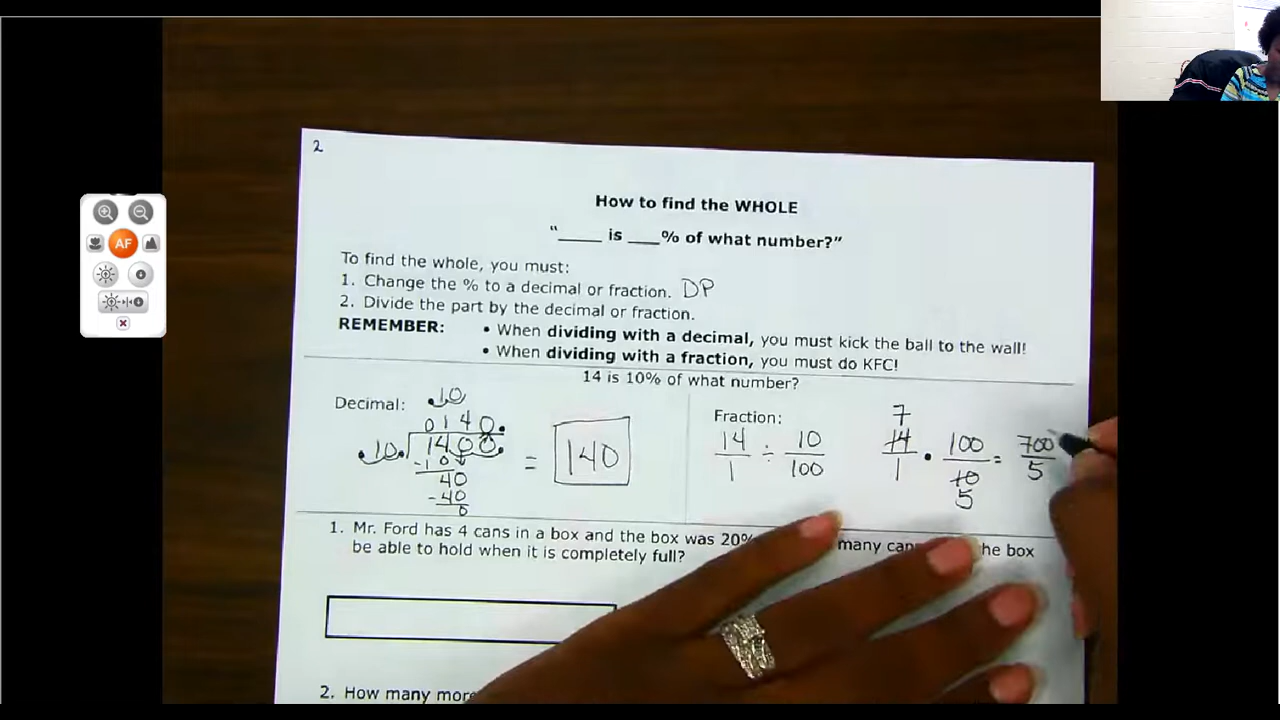 AF
2
How to find the WHOLE
"____ is ___% of what number?"
To find the whole, you must:
1. Change the % to a decimal or fraction. DP
2. Divide the part by the decimal or fraction.
REMEMBER: • When dividing with a decimal, you must kick the ball to the wall!
• When dividing with a fraction, you must do KFC!
14 is 10% of what number?
Decimal:
.10
0140.
.10.)1400.
-10
40
-40
0
= 140
Fraction:
14/1 ÷ 10/100
7
14/1 • 100/10 = 700/5
5
1. Mr. Ford has 4 cans in a box and the box was 20% many the box
be able to hold when it is completely full?
2. How many more